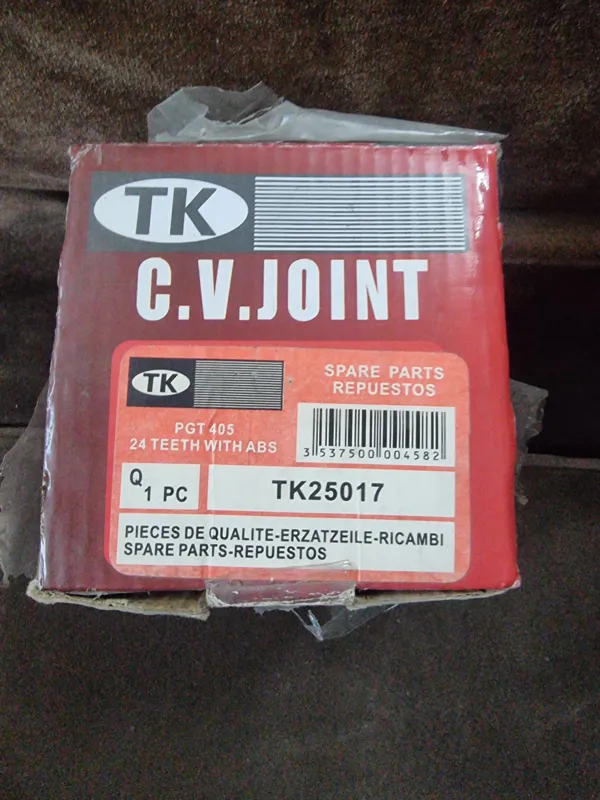 TK
C.V.JOINT
TK
SPARE PARTS
REPUESTOS
PGT 405
24 TEETH WITH ABS
3 537500 004582
Q
1 PC
TK25017
PIECES DE QUALITE-ERZATZEILE-RICAMBI
SPARE PARTS-REPUESTOS